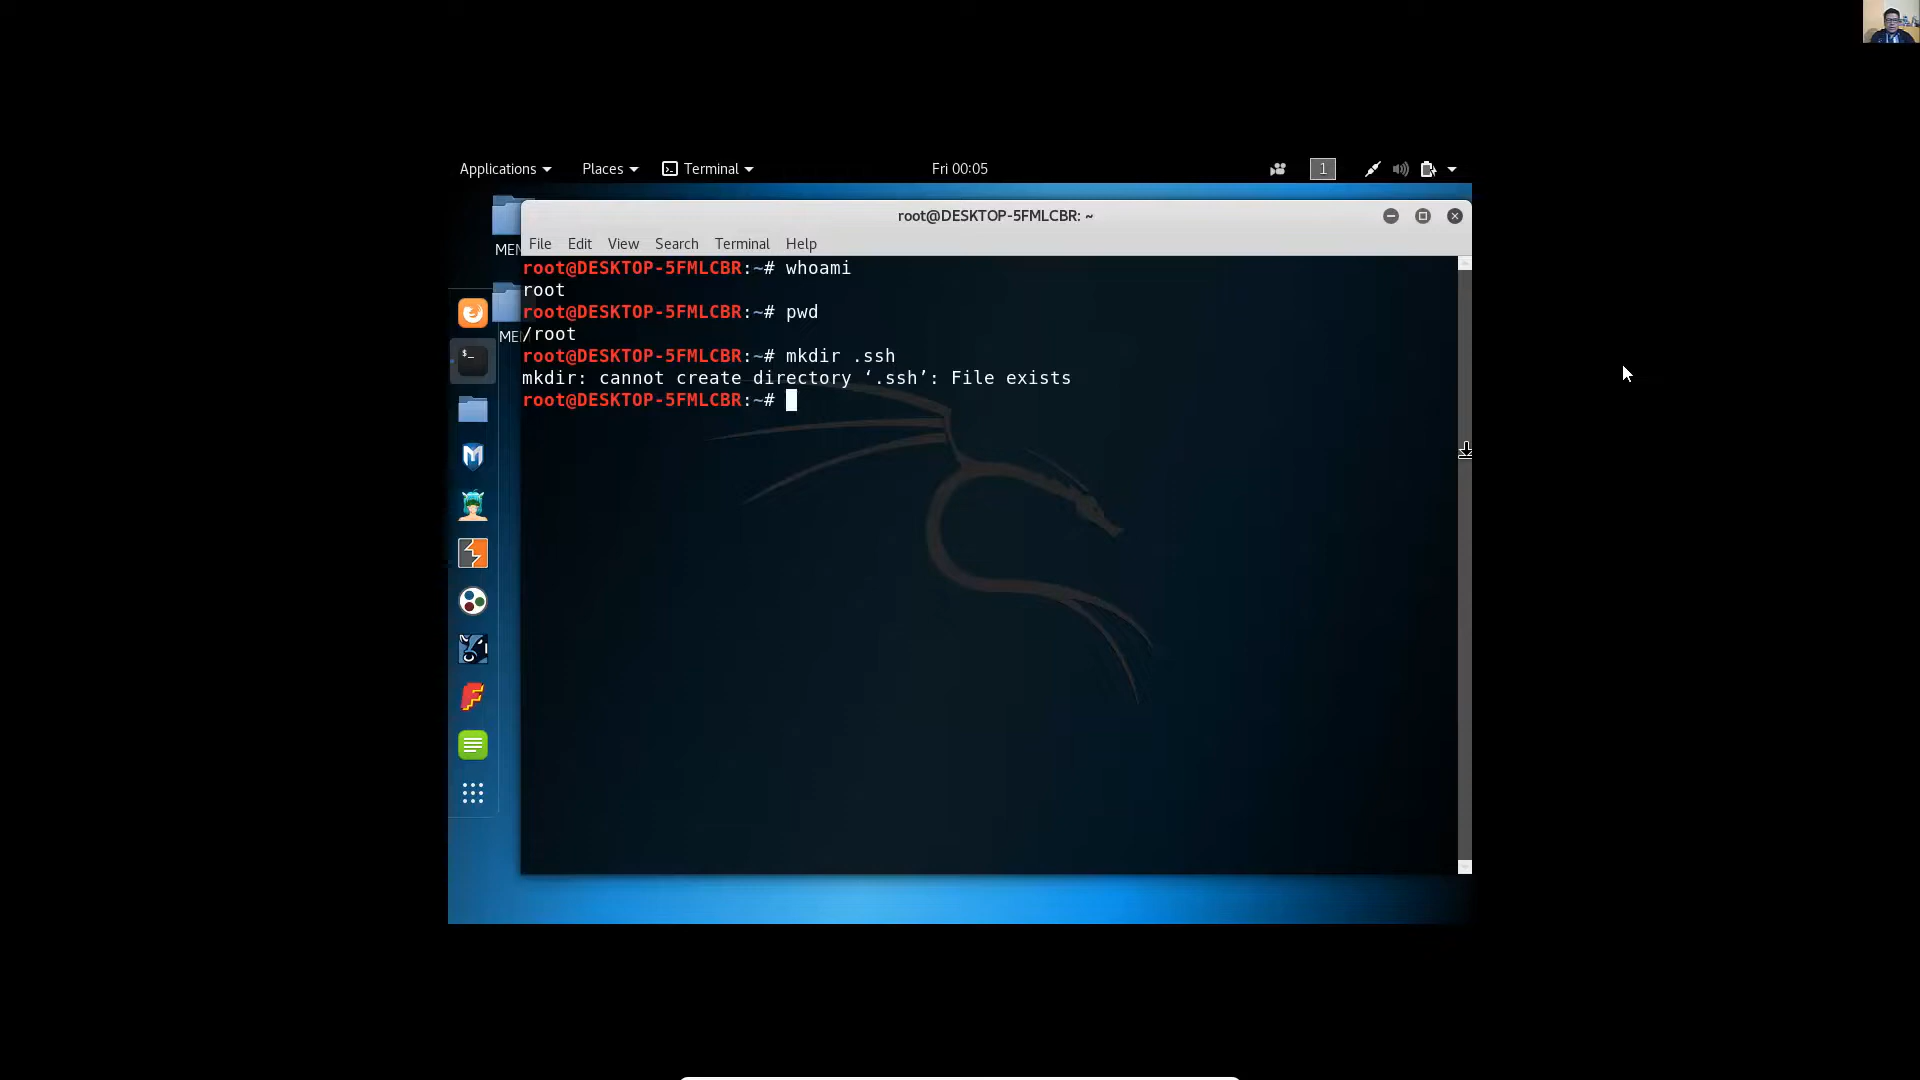 Applications Places Terminal Fri 00:05 1
root@DESKTOP-5FMLCBR: ~
File Edit View Search Terminal Help
root@DESKTOP-5FMLCBR:~# whoami
root
root@DESKTOP-5FMLCBR:~# pwd
/root
root@DESKTOP-5FMLCBR:~# mkdir .ssh
mkdir: cannot create directory ‘.ssh’: File exists
root@DESKTOP-5FMLCBR:~#